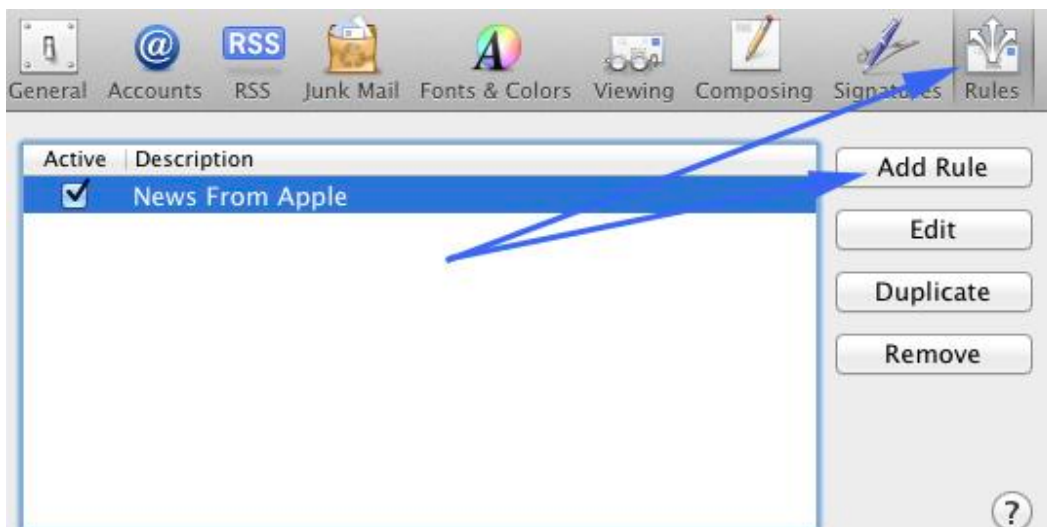 RSS
General Accounts RSS Junk Mail Fonts & Colors Viewing Composing Signatures Rules
Active Description
News From Apple
Add Rule
Edit
Duplicate
Remove
?